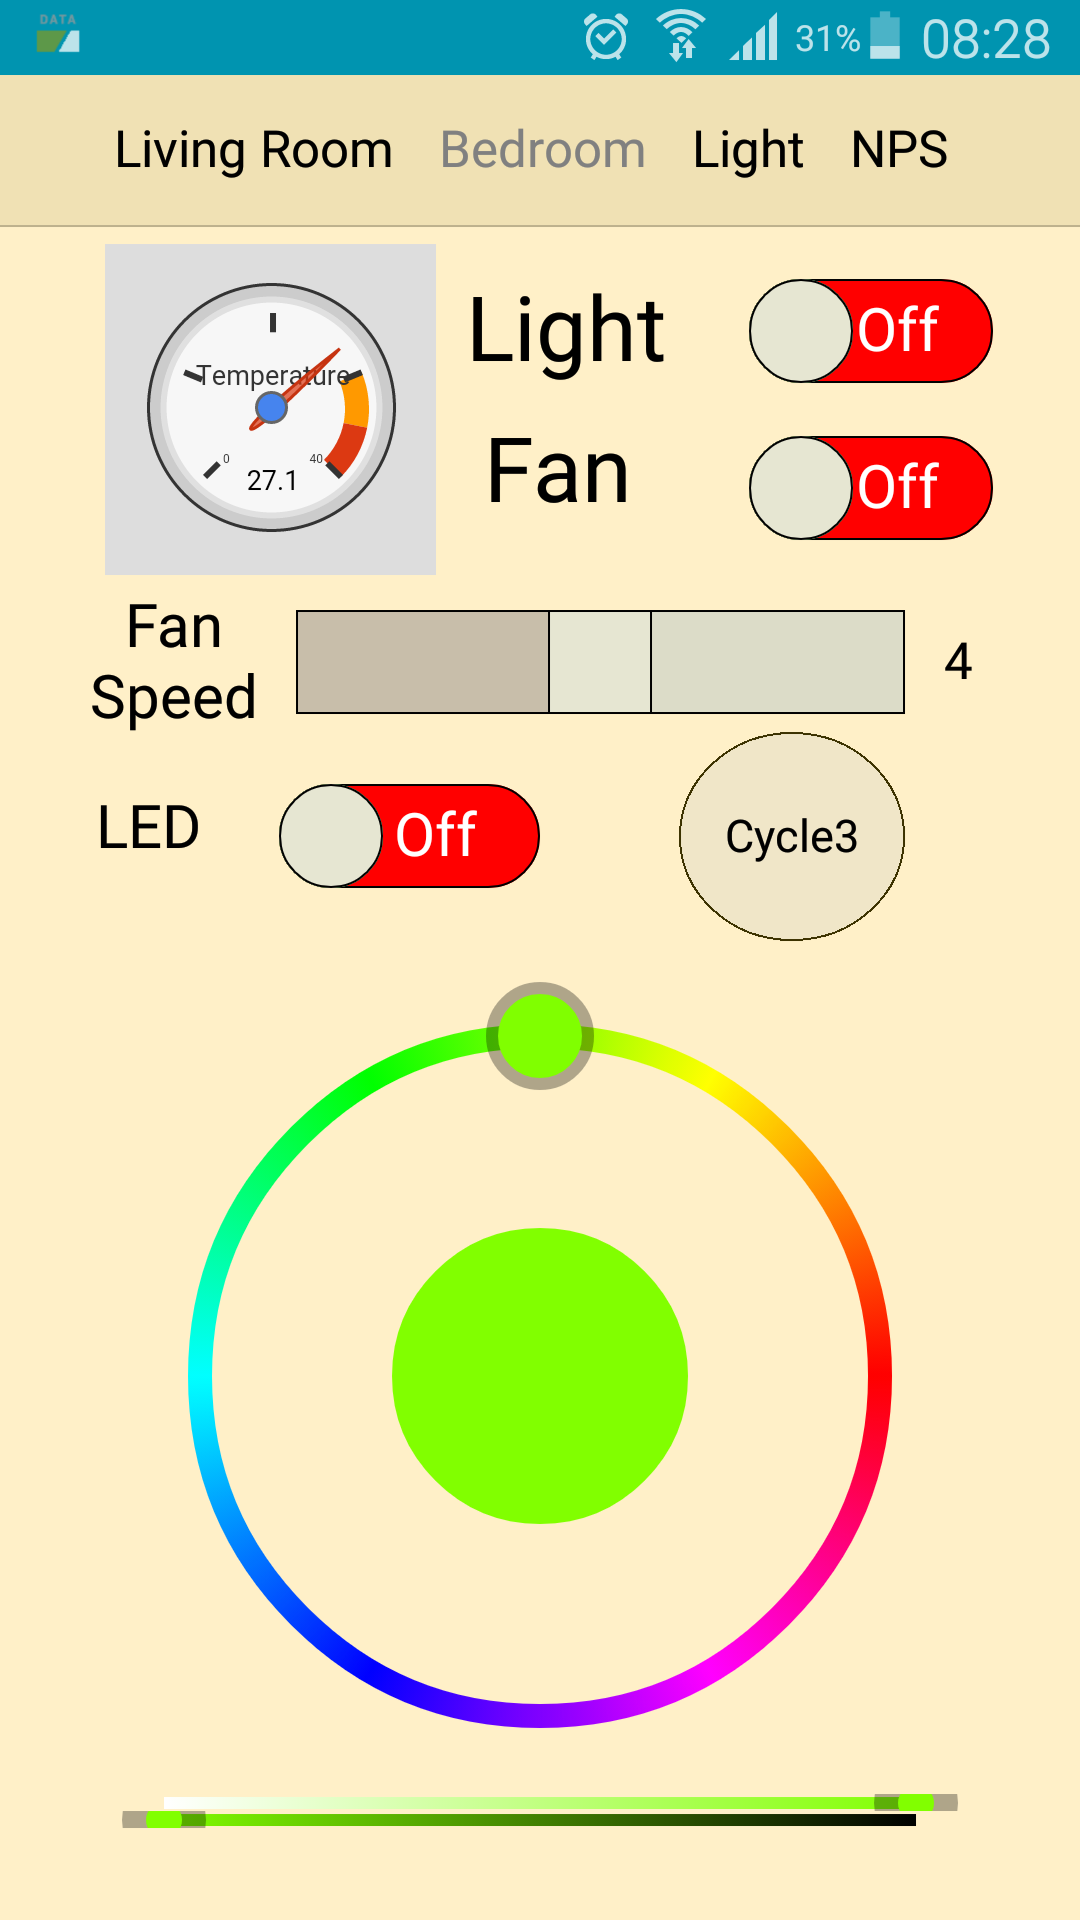 DATA
31% 08:28
Living Room Bedroom Light NPS
Temperature
0 40
27.1
Light Off
Fan Off
Fan
Speed
4
LED Off Cycle3